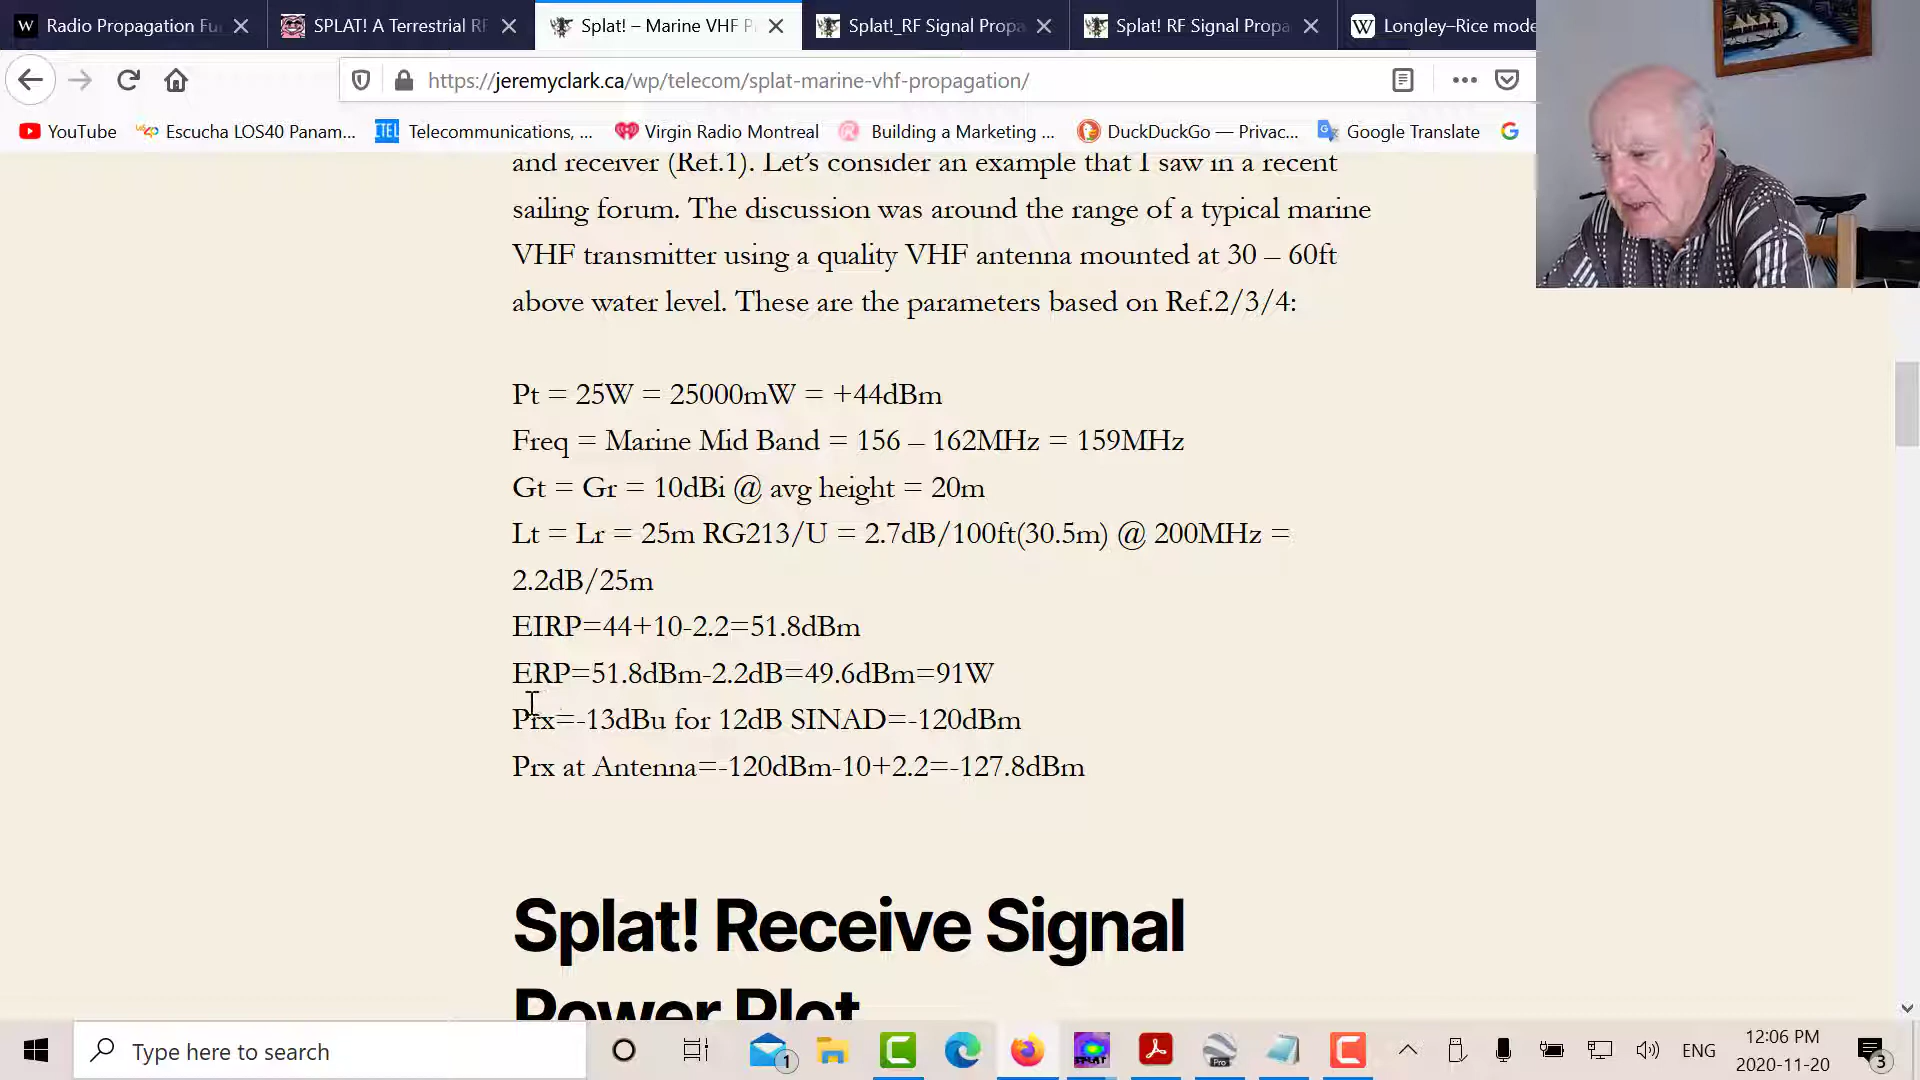 Radio Propagation Fu
SPLAT! A Terrestrial RF
Splat! – Marine VHF P
Splat!_RF Signal Propa
Splat! RF Signal Propa
Longley–Rice mode
https://jeremyclark.ca/wp/telecom/splat-marine-vhf-propagation/
YouTube
Escucha LOS40 Panam...
Telecommunications, ...
Virgin Radio Montreal
Building a Marketing ...
DuckDuckGo — Privac...
Google Translate
and receiver (Ref.1). Let’s consider an example that I saw in a recent
sailing forum. The discussion was around the range of a typical marine
VHF transmitter using a quality VHF antenna mounted at 30 – 60ft
above water level. These are the parameters based on Ref.2/3/4:
Pt = 25W = 25000mW = +44dBm
Freq = Marine Mid Band = 156 – 162MHz = 159MHz
Gt = Gr = 10dBi @ avg height = 20m
Lt = Lr = 25m RG213/U = 2.7dB/100ft(30.5m) @ 200MHz =
2.2dB/25m
EIRP=44+10-2.2=51.8dBm
ERP=51.8dBm-2.2dB=49.6dBm=91W
Prx=-13dBu for 12dB SINAD=-120dBm
Prx at Antenna=-120dBm-10+2.2=-127.8dBm
Splat! Receive Signal
Power Plot
Type here to search
1
SPLAT
Pro
ENG
12:06 PM
2020-11-20
3